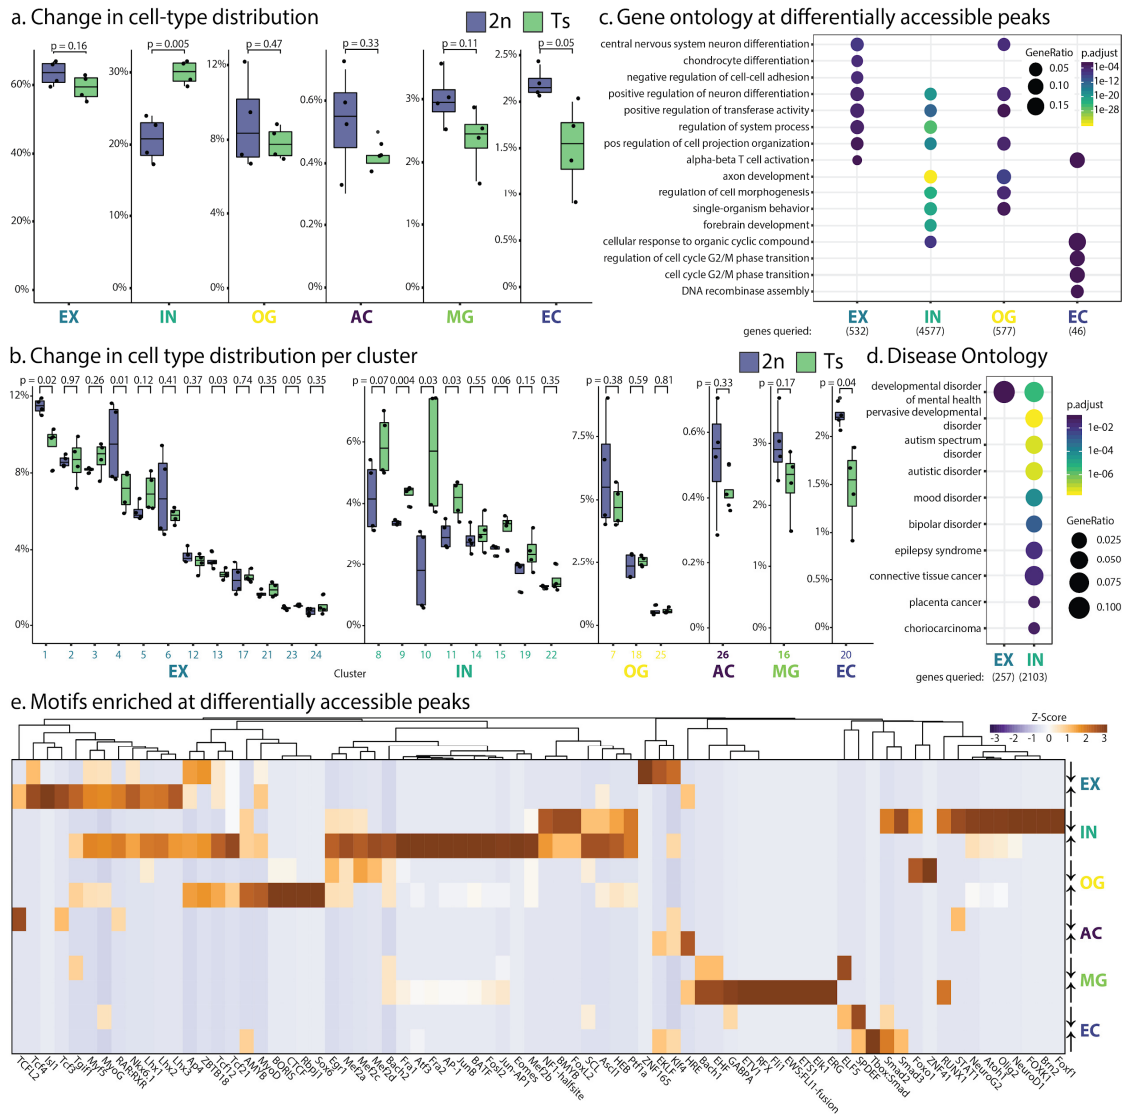 a. Change in cell-type distribution
2n Ts
p = 0.16 p = 0.005 p = 0.47 p = 0.33 p = 0.11 p = 0.05
60% 40% 20% 0%
30% 20% 10% 0%
12% 8% 4% 0%
0.6% 0.4% 0.2% 0%
3% 2% 1% 0%
2.5% 2% 1.5% 1% 0.5% 0%
EX IN OG AC MG EC
c. Gene ontology at differentially accessible peaks
central nervous system neuron differentiation
chondrocyte differentiation
negative regulation of cell-cell adhesion
positive regulation of neuron differentiation
positive regulation of transferase activity
regulation of system process
pos regulation of cell projection organization
alpha-beta T cell activation
axon development
regulation of cell morphogenesis
single-organism behavior
forebrain development
cellular response to organic cyclic compound
regulation of cell cycle G2/M phase transition
cell cycle G2/M phase transition
DNA recombinase assembly
GeneRatio
0.05
0.10
0.15
p.adjust
1e-04
1e-12
1e-20
1e-28
EX IN OG EC
genes queried: (532) (4577) (577) (46)
b. Change in cell type distribution per cluster
2n Ts
p = 0.02 0.97 0.26 0.01 0.12 0.41 0.37 0.03 0.74 0.35 0.05 0.35
p = 0.07 0.004 0.03 0.03 0.55 0.06 0.15 0.35
p = 0.38 0.59 0.81
p = 0.33
p = 0.17
p = 0.04
12% 8% 4% 0%
6% 4% 2% 0%
7.5% 5% 2.5% 0%
0.6% 0.4% 0.2% 0%
3% 2% 1% 0%
2% 1.5% 1% 0.5% 0%
1 2 3 4 5 6 12 13 17 21 23 24
8 9 10 11 14 15 19 22
7 18 25
26
16
20
EX Cluster IN OG AC MG EC
d. Disease Ontology
developmental disorder
of mental health
pervasive developmental
disorder
autism spectrum
disorder
autistic disorder
mood disorder
bipolar disorder
epilepsy syndrome
connective tissue cancer
placenta cancer
choriocarcinoma
p.adjust
1e-02
1e-04
1e-06
GeneRatio
0.025
0.050
0.075
0.100
EX IN
genes queried: (257) (2103)
e. Motifs enriched at differentially accessible peaks
Z-Score
-3 -2 -1 0 1 2 3
EX
IN
OG
AC
MG
EC
TCFL2
Tcf4
Isl1
Tcf3
Tgif1
Myf5
MyoG
RAR:RXR
Nkx6.1
Lhx1
Lhx2
Lhx3
Ap4
ZBTB18
Tcf12
Tcf21
AMYB
MyoD
BORIS
CTCF
Rbpj1
Sox6
Egr1
Mef2a
Mef2c
Mef2d
Bach2
Fra1
Atf3
Fra2
AP-1
JunB
BATF
Fosl2
Jun-AP1
Eomes
Mef2b
NF1-halfsite
BMYB
FoxL2
SCL
Ascl1
HEB
Ptf1a
ZNF165
EKLF
Klf4
HRE
Bach1
EHF
GABPA
ETV1
RFX
Fli1
EWS:FLI1-fusion
ETS1
Elk1
ERG
ELF5
SPDEF
Tbox:Smad
Smad2
Smad3
Foxo1
ZNF41
RUNX1
STAT1
NeuroG2
Atoh1
Olig2
NeuroD1
FOXK1
Brn2
Foxf1